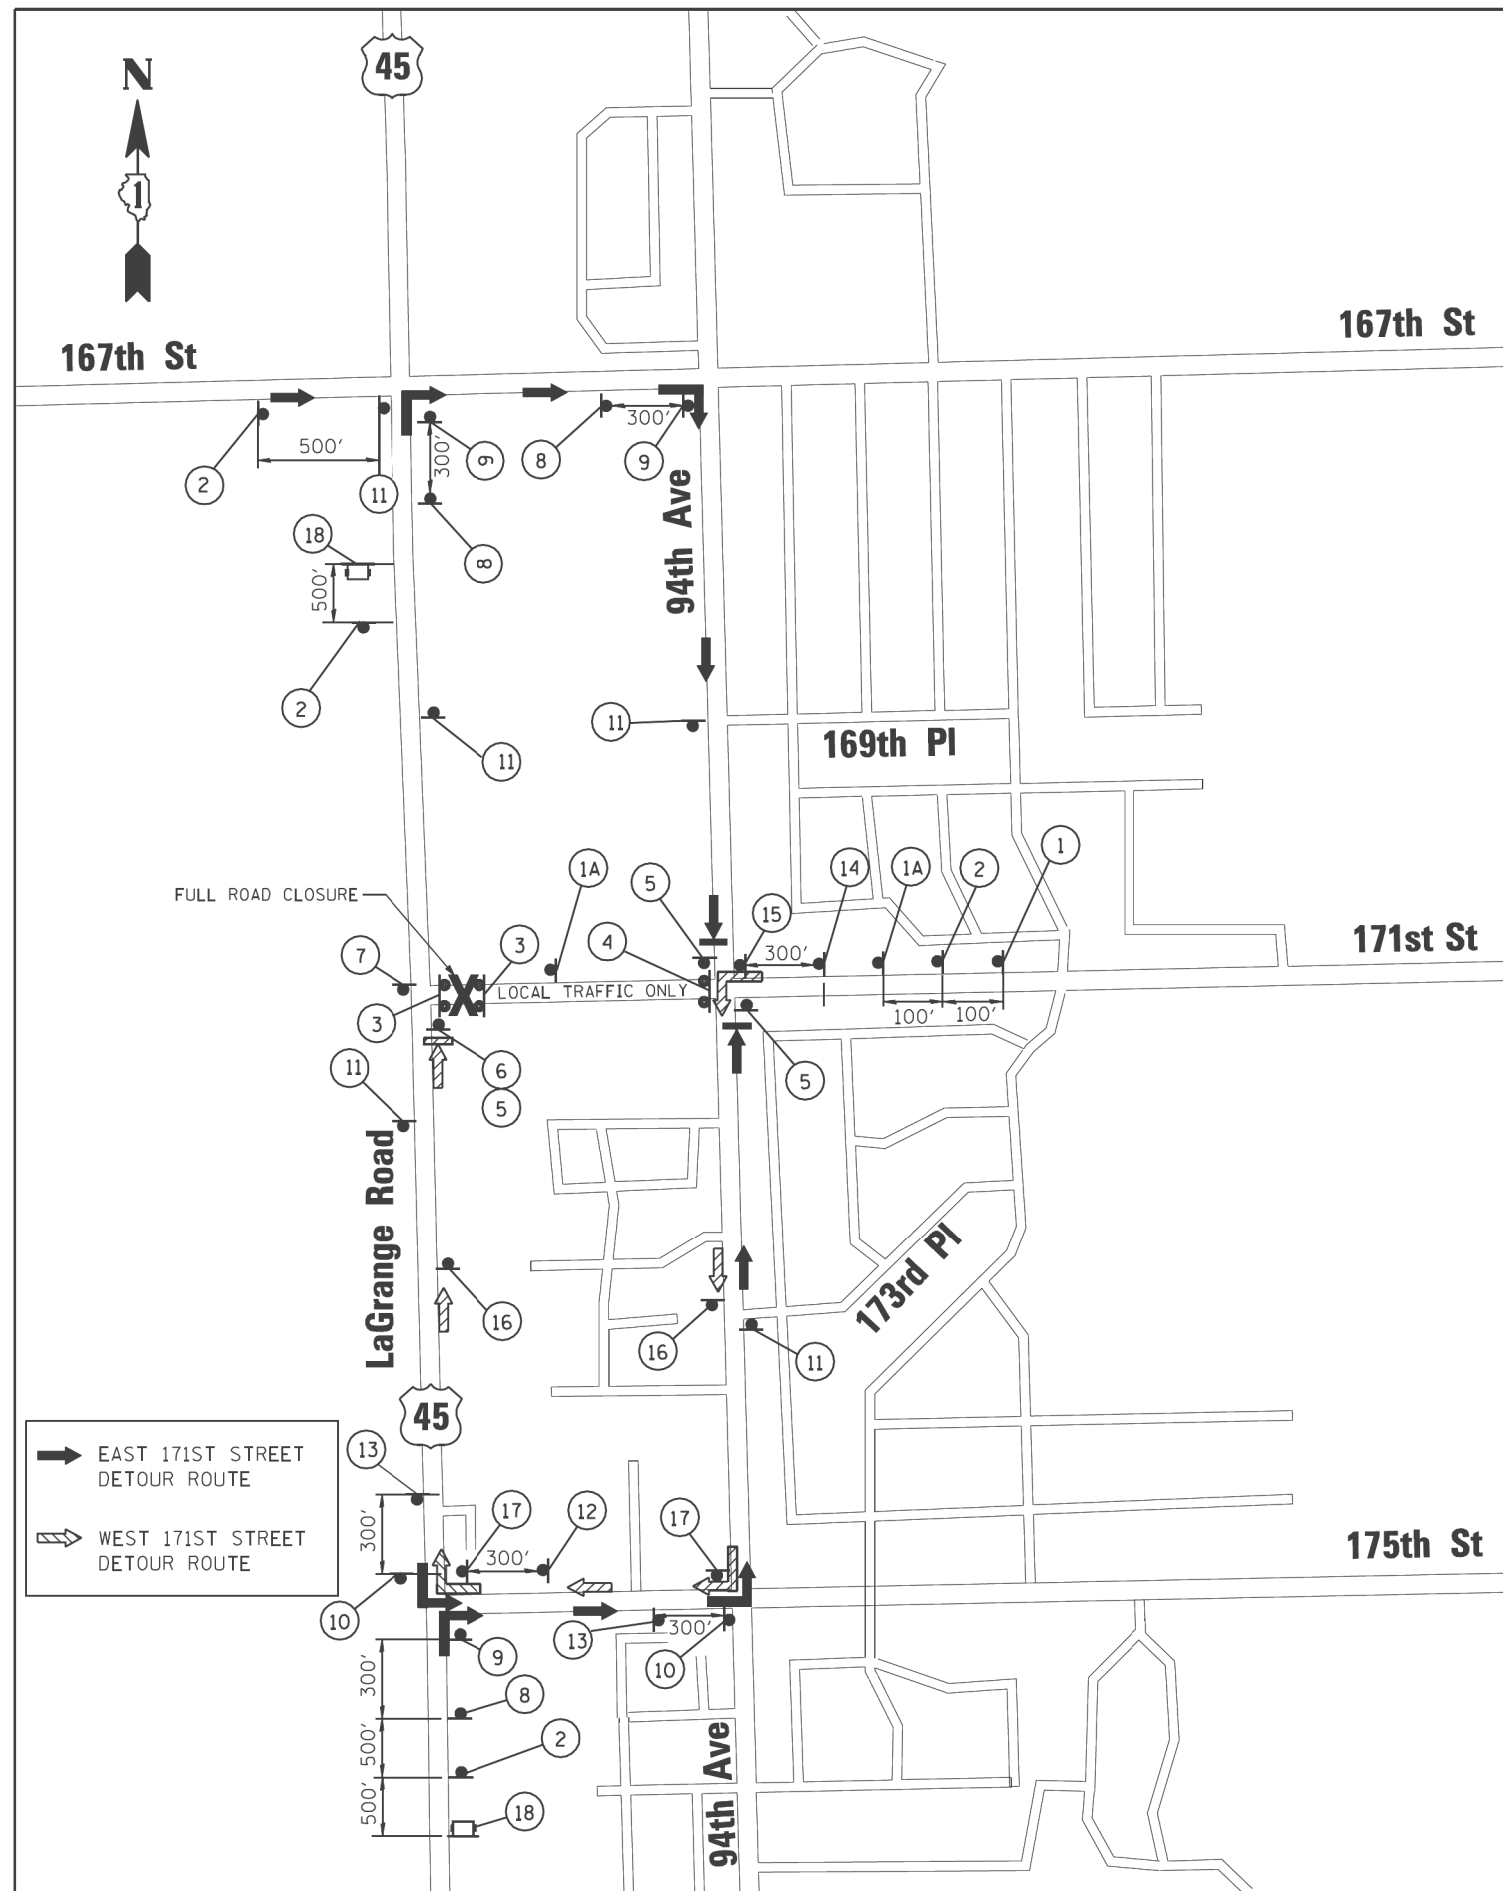 45
N
1
167th St
167th St
2
500'
11
9
300'
8
8
300'
9
18
500'
2
94th Ave
11
11
169th Pl
FULL ROAD CLOSURE
1A
5
4
15
300'
14
1A
2
1
171st St
7
3
3
LOCAL TRAFFIC ONLY
100'
100'
6
5
5
11
LaGrange Road
16
16
173rd Pl
11
45
EAST 171ST STREET
DETOUR ROUTE
WEST 171ST STREET
DETOUR ROUTE
13
300'
10
17
300'
12
17
175th St
13
300'
10
9
300'
8
500'
2
500'
18
94th Ave